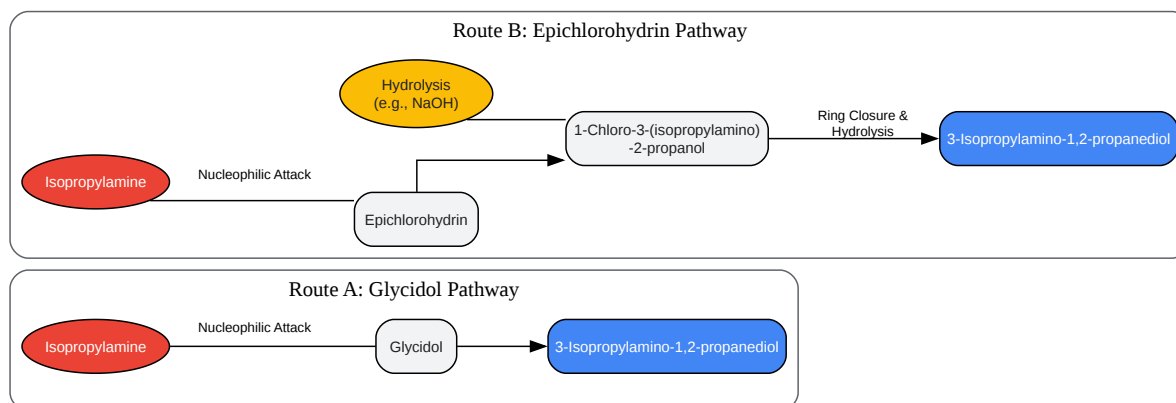 Route B: Epichlorohydrin Pathway
Hydrolysis
(e.g., NaOH)
1-Chloro-3-(isopropylamino)
-2-propanol
Ring Closure &
Hydrolysis
3-Isopropylamino-1,2-propanediol
Isopropylamine
Nucleophilic Attack
Epichlorohydrin
Route A: Glycidol Pathway
Isopropylamine
Nucleophilic Attack
Glycidol
3-Isopropylamino-1,2-propanediol